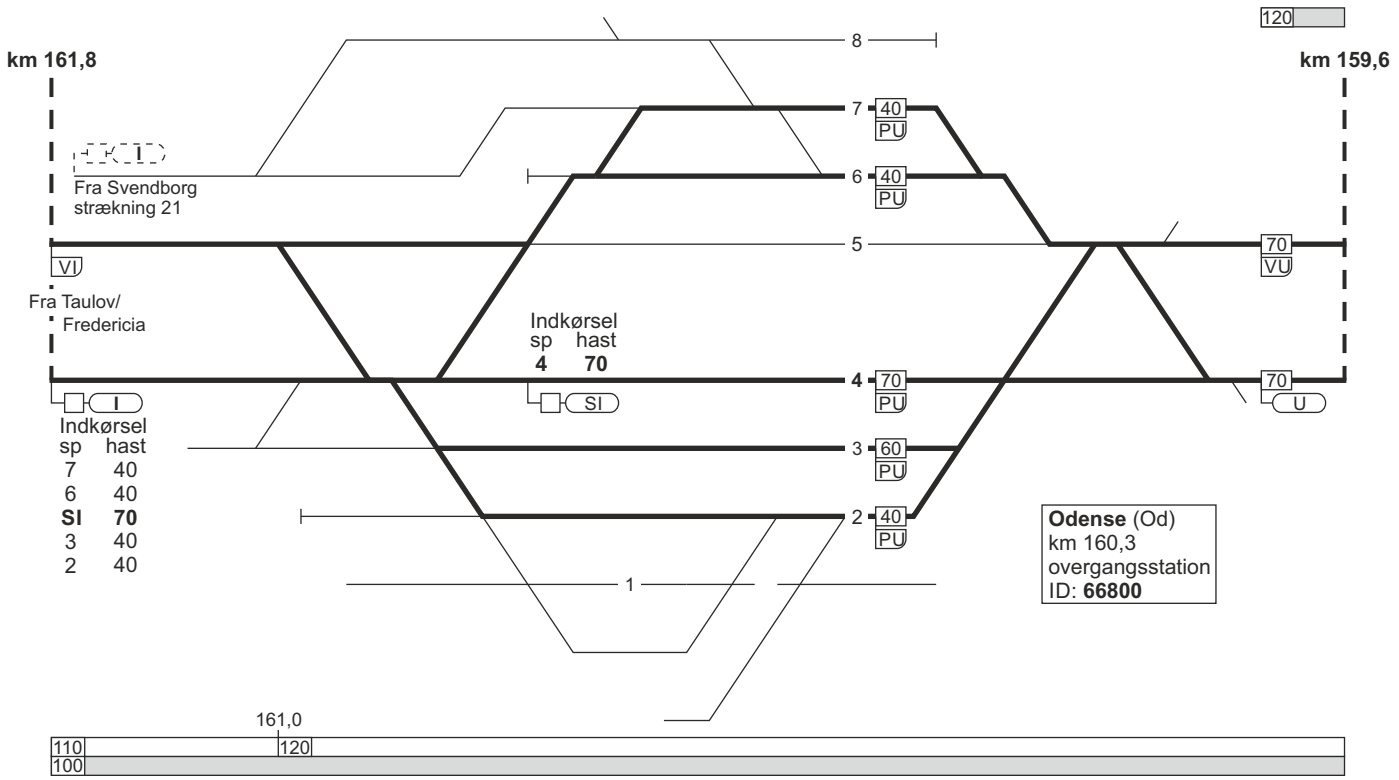 120
km 161,8
km 159,6
8
7 40
PU
I
Fra Svendborg
strækning 21
6 40
PU
5
70
VI
VU
Fra Taulov/
Fredericia
Indkørsel
sp hast
4 70
4 70
PU
70
I
SI
U
Indkørsel
sp hast
7 40
6 40
SI 70
3 40
2 40
3 60
PU
2 40
PU
Odense (Od)
km 160,3
overgangsstation
ID: 66800
1
161,0
110
120
100